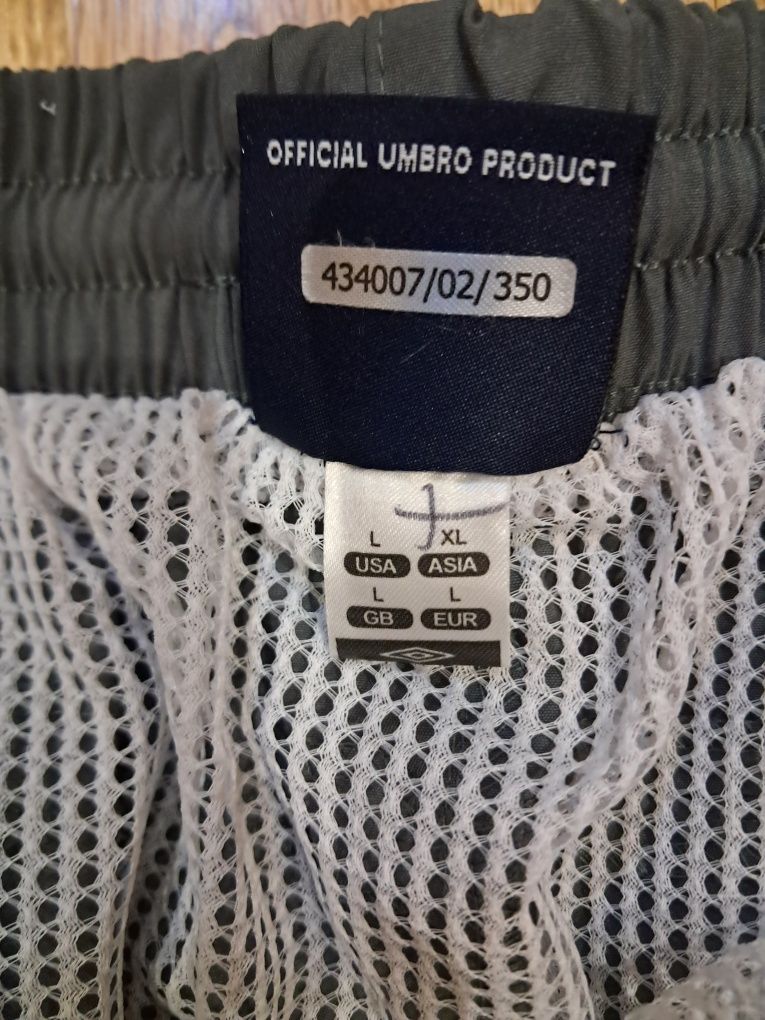 OFFICIAL UMBRO PRODUCT
434007/02/350
L XL
USA ASIA
L L
GB EUR